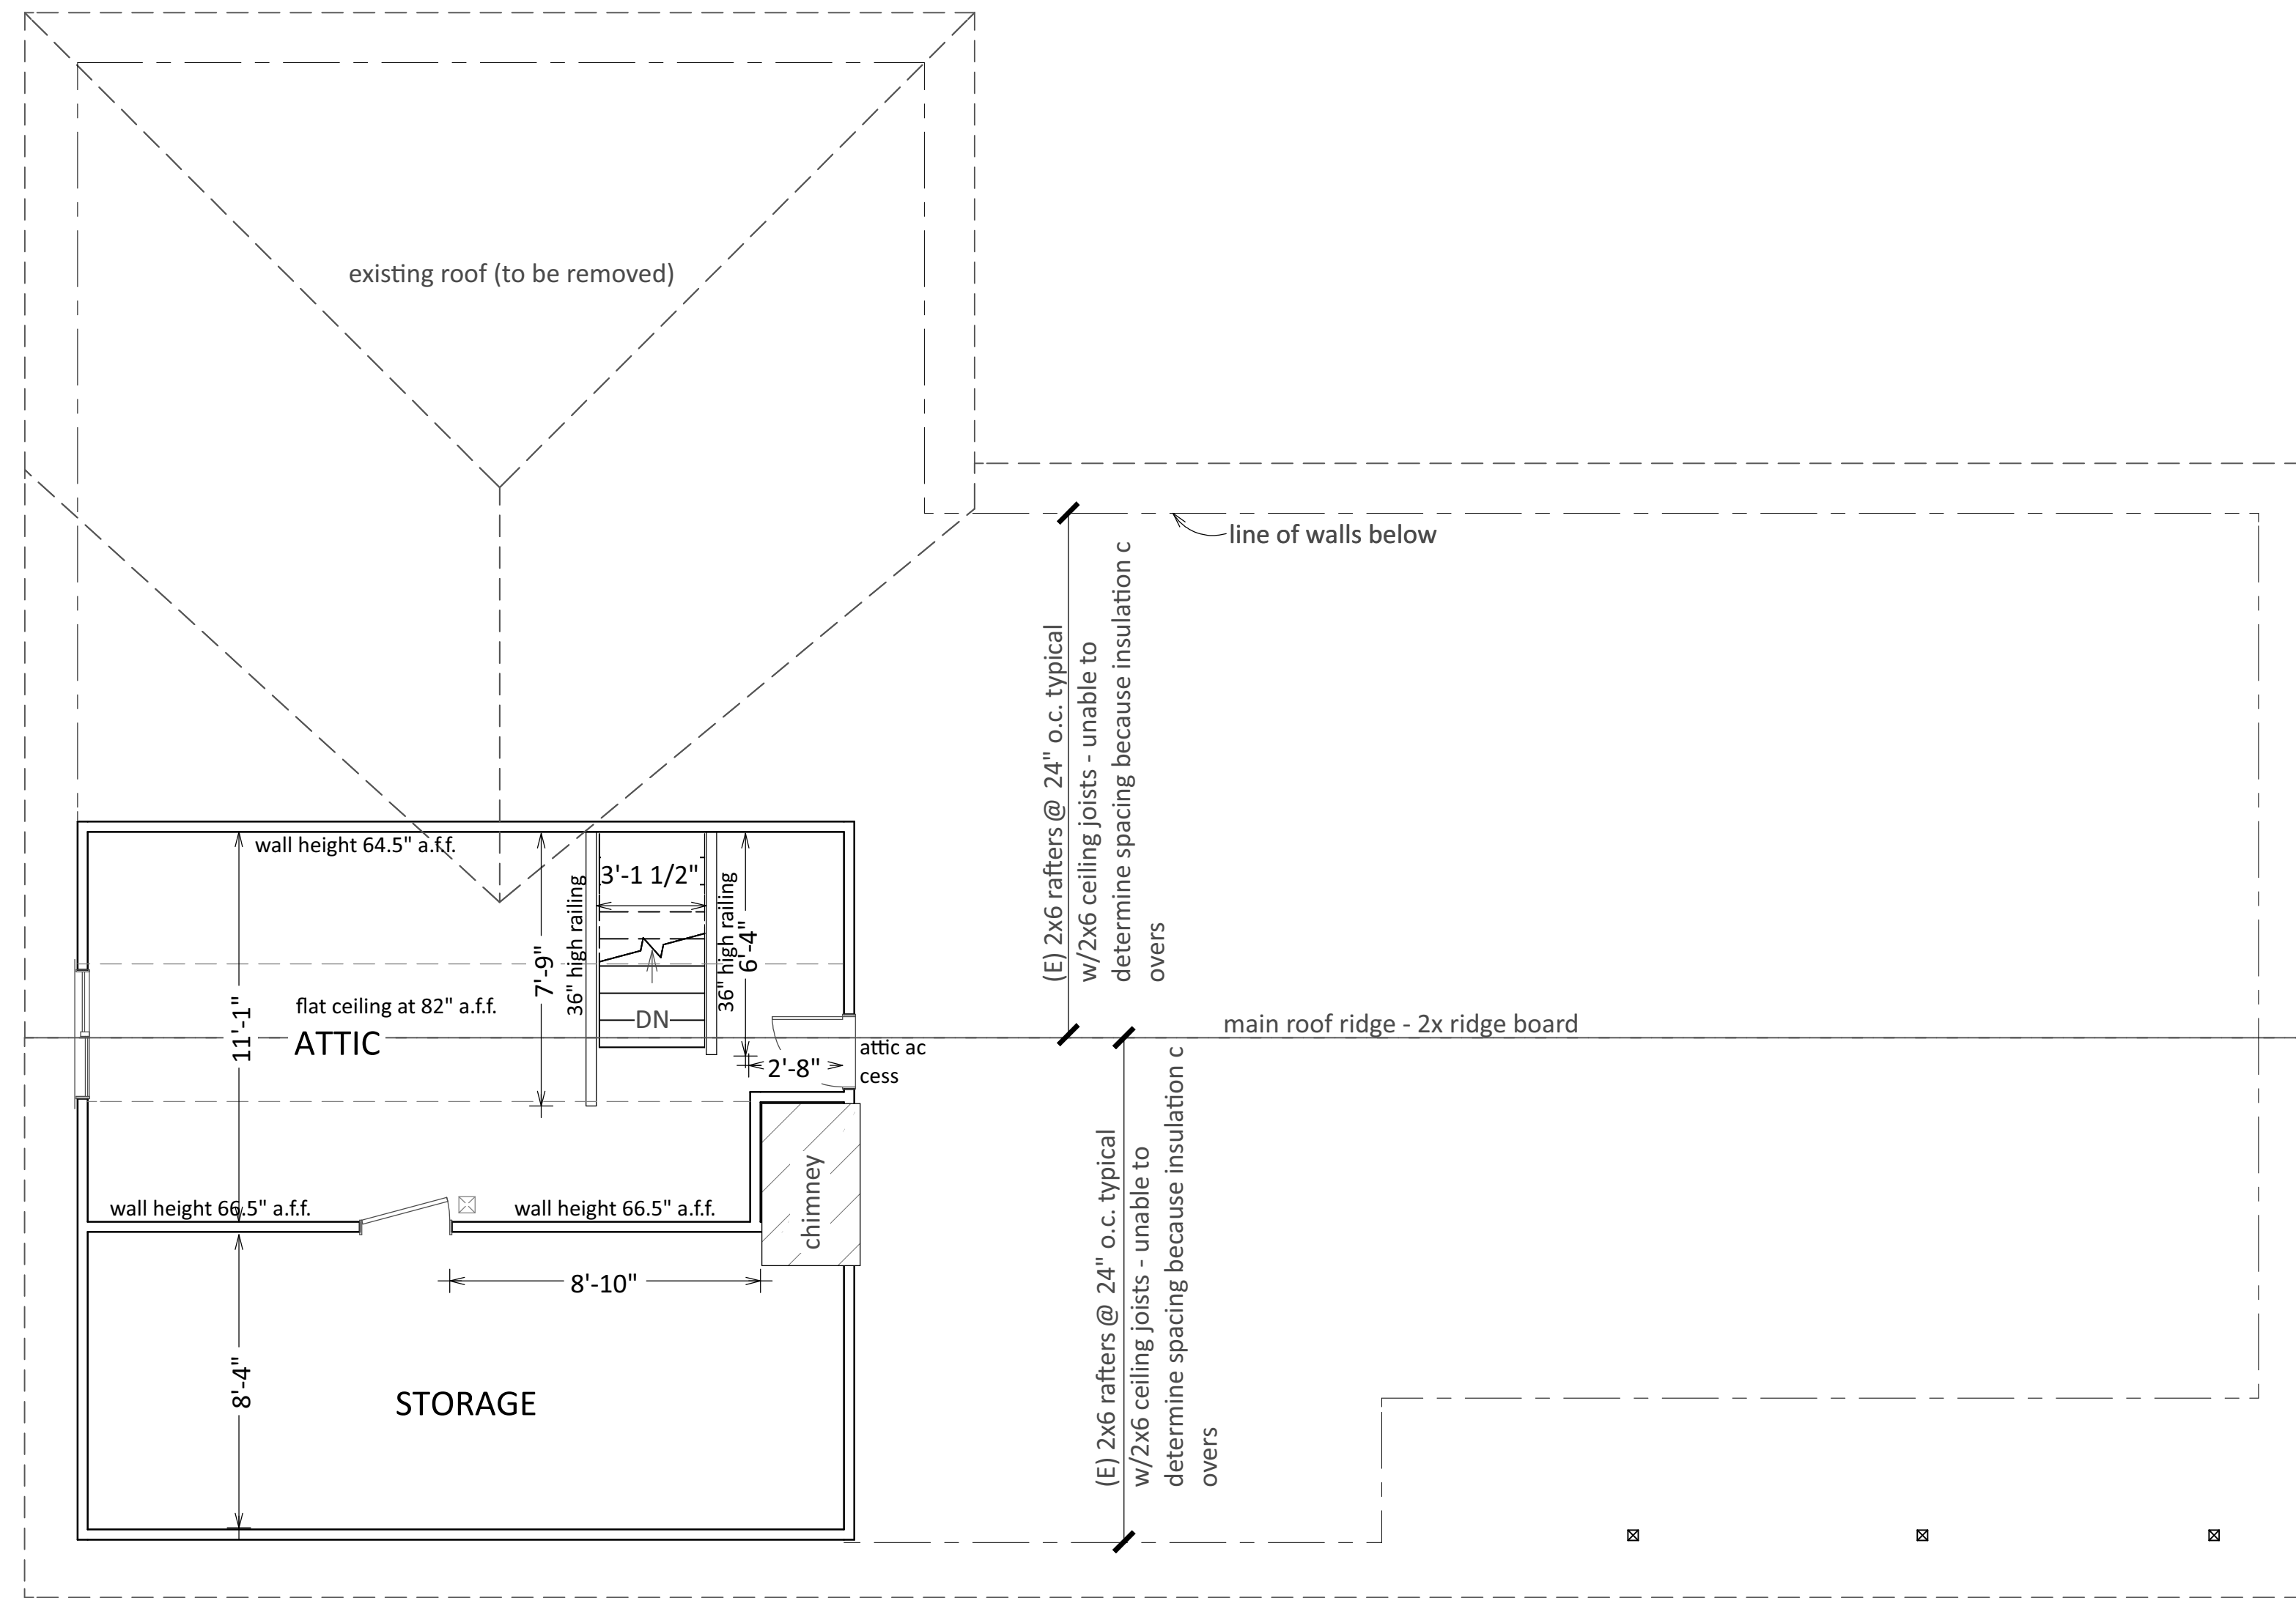 existing roof (to be removed)
line of walls below
(E) 2x6 rafters @ 24" o.c. typical
w/2x6 ceiling joists - unable to
determine spacing because insulation c
overs
wall height 64.5" a.f.f.
3'-1 1/2"
36" high railing
36" high railing
7'-9"
6'-4"
11'-1"
flat ceiling at 82" a.f.f.
ATTIC
DN
main roof ridge - 2x ridge board
2'-8"
attic ac
cess
(E) 2x6 rafters @ 24" o.c. typical
w/2x6 ceiling joists - unable to
determine spacing because insulation c
overs
chimney
wall height 66.5" a.f.f.
wall height 66.5" a.f.f.
8'-10"
8'-4"
STORAGE